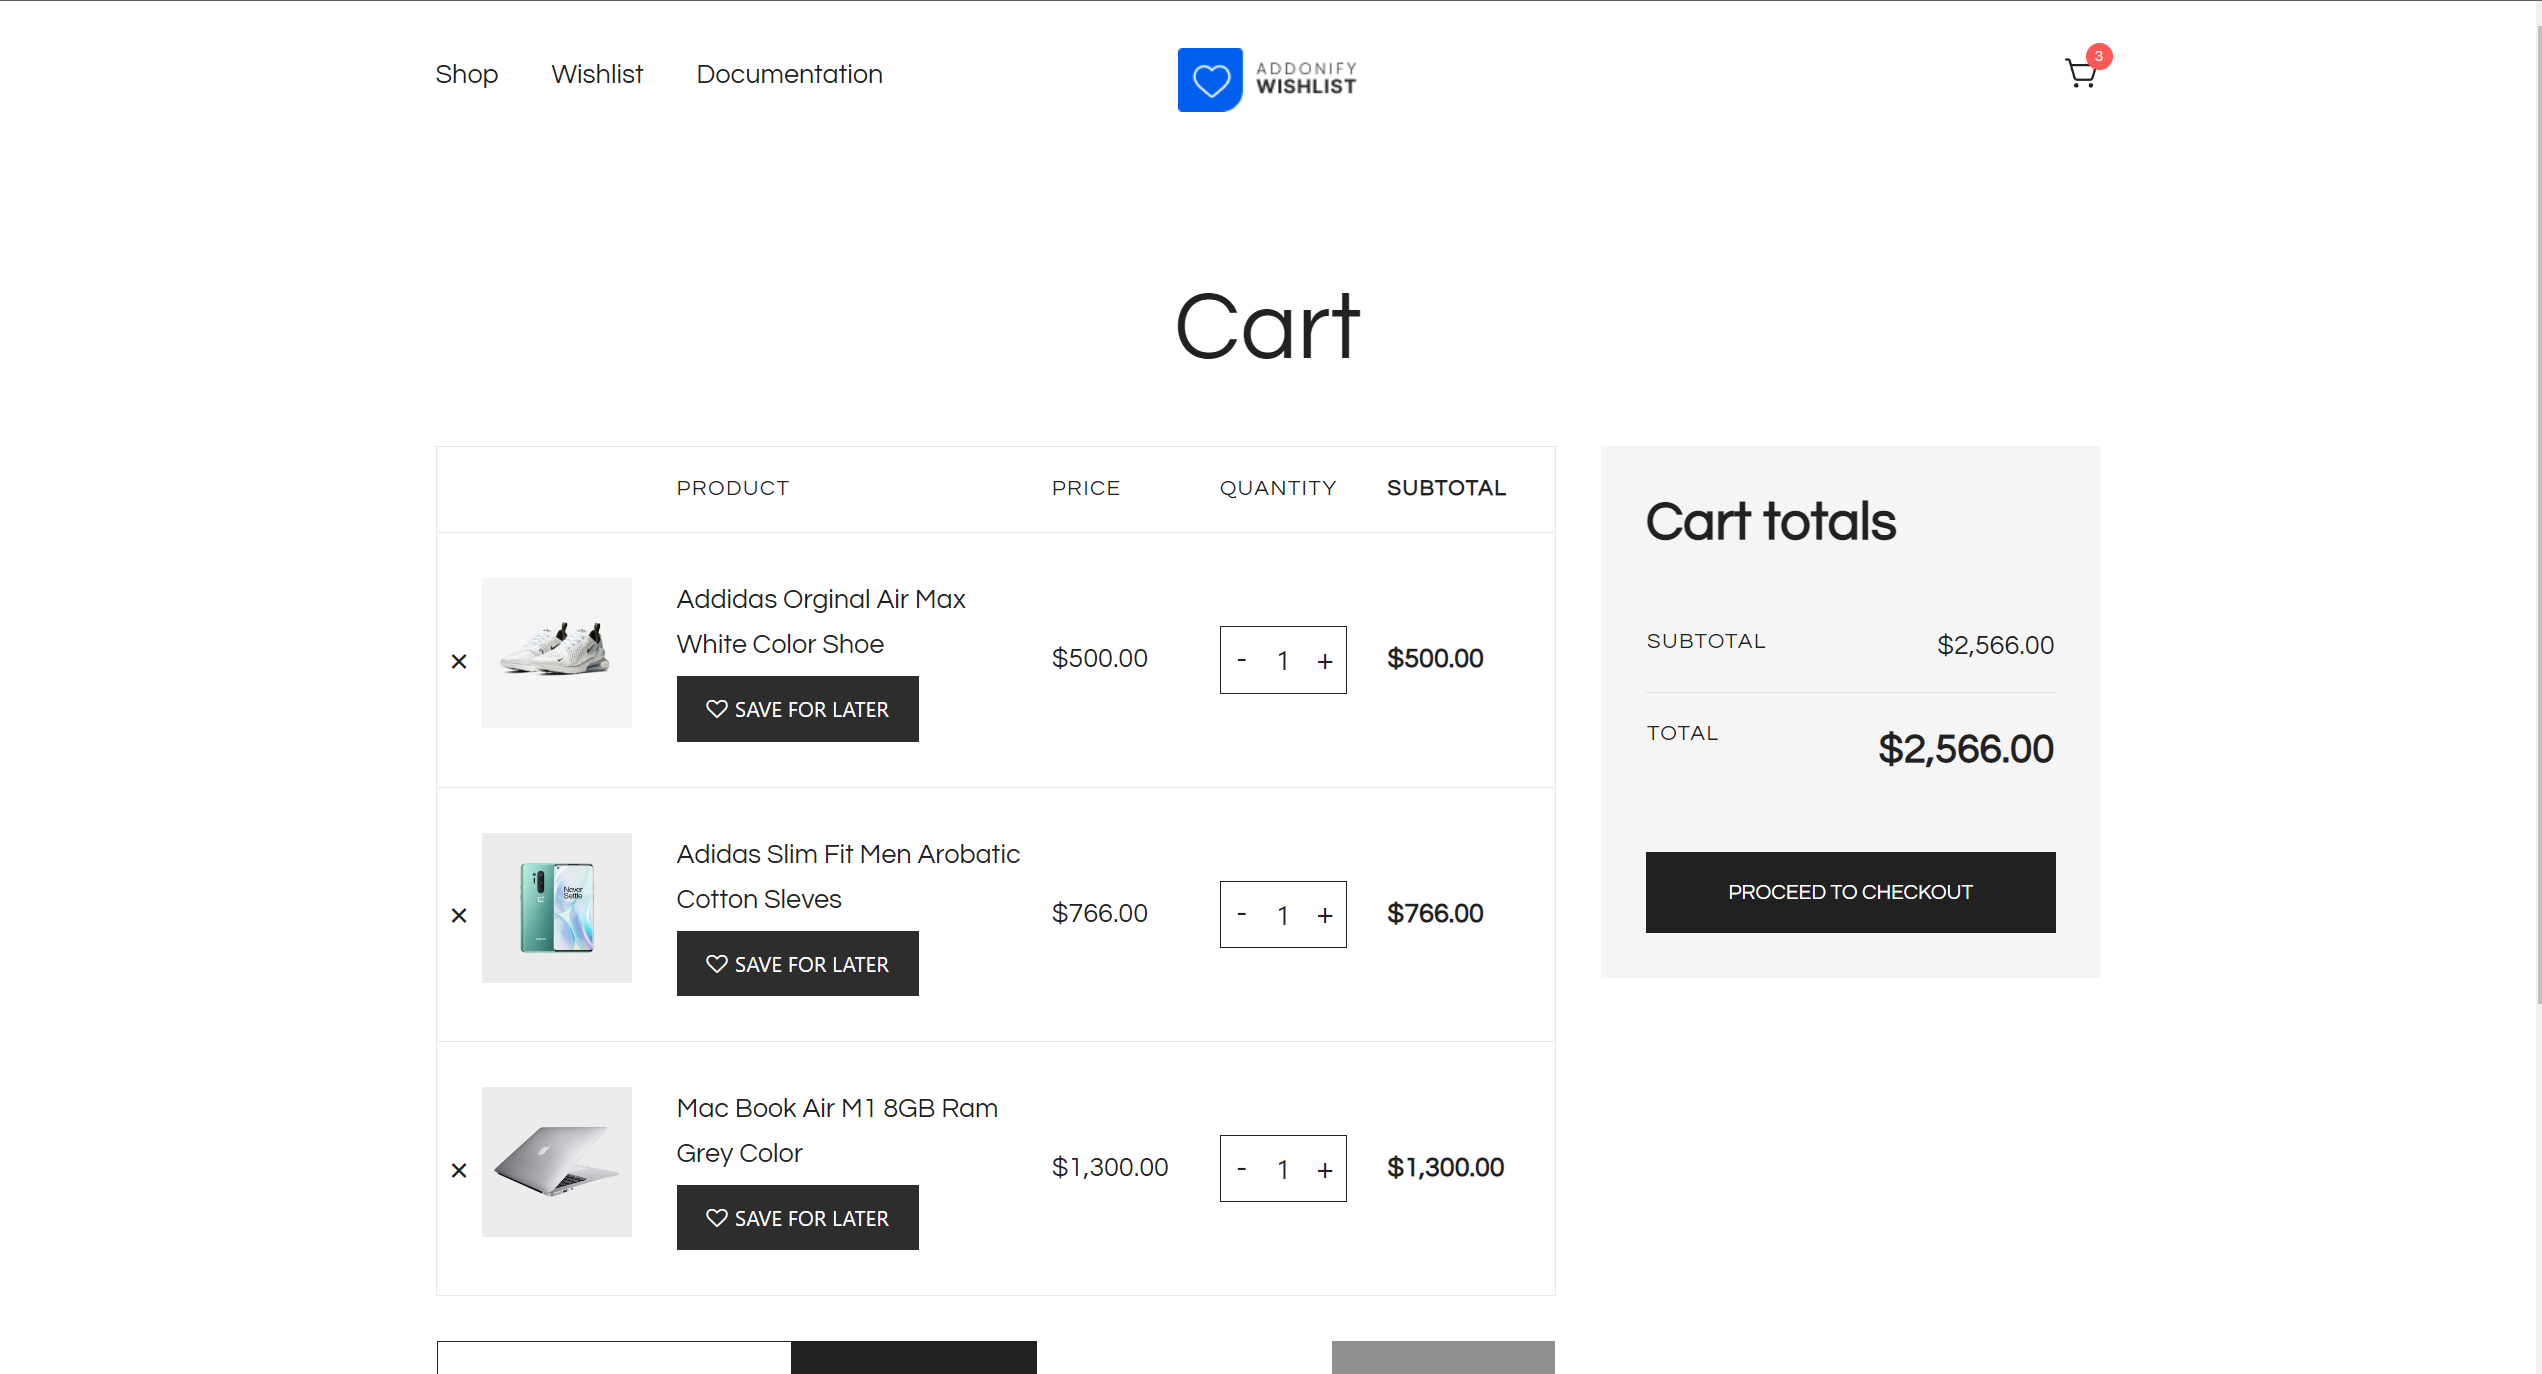 Shop Wishlist Documentation
ADDONIFY
WISHLIST
3
Cart
PRODUCT PRICE QUANTITY SUBTOTAL
Addidas Orginal Air Max
White Color Shoe
$500.00 - 1 + $500.00
SAVE FOR LATER
Adidas Slim Fit Men Arobatic
Cotton Sleves
$766.00 - 1 + $766.00
Never
Settle
SAVE FOR LATER
Mac Book Air M1 8GB Ram
Grey Color
$1,300.00 - 1 + $1,300.00
SAVE FOR LATER
Cart totals
SUBTOTAL $2,566.00
TOTAL $2,566.00
PROCEED TO CHECKOUT